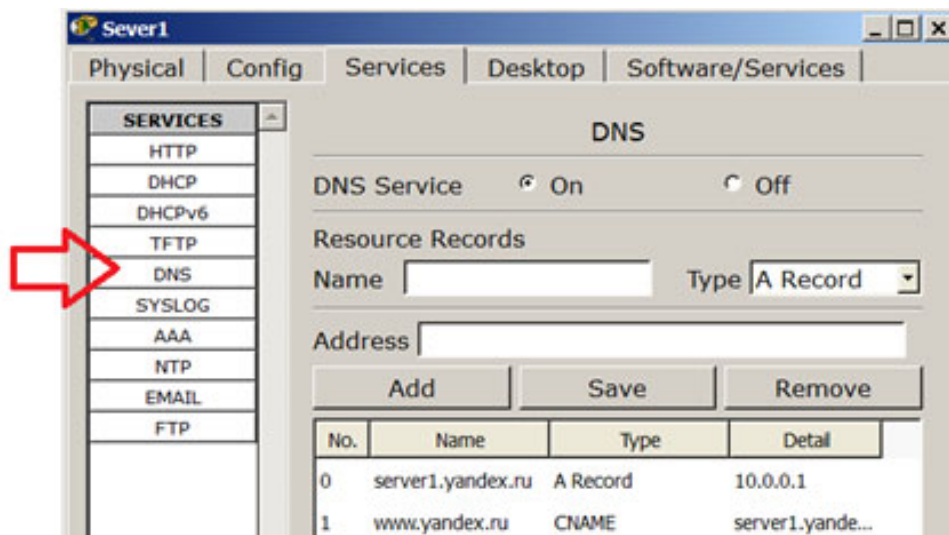 Sever1
Physical Config Services Desktop Software/Services
SERVICES
HTTP
DHCP
DHCPv6
TFTP
DNS
SYSLOG
AAA
NTP
EMAIL
FTP
DNS
DNS Service On Off
Resource Records
Name Type A Record
Address
Add Save Remove
No. Name Type Detail
0 server1.yandex.ru A Record 10.0.0.1
1 www.yandex.ru CNAME server1.yande...